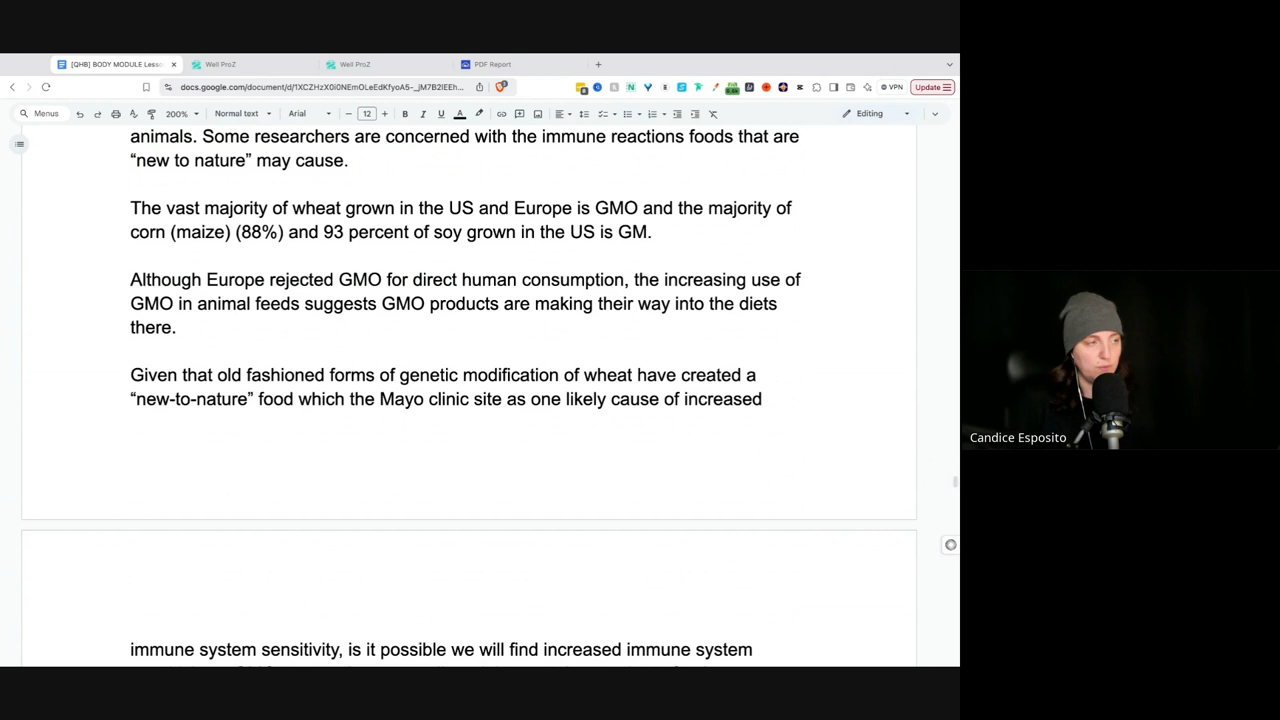 [QHB] BODY MODULE Lesso
Well ProZ
Well ProZ
PDF Report
docs.google.com/document/d/1XCZHzX0i0NEmOLeEdKfyoA5-_jM7B2IEEh...
VPN
Update
Menus
200%
Normal text
Arial
12
B I U A
Editing
animals. Some researchers are concerned with the immune reactions foods that are
“new to nature” may cause.
The vast majority of wheat grown in the US and Europe is GMO and the majority of
corn (maize) (88%) and 93 percent of soy grown in the US is GM.
Although Europe rejected GMO for direct human consumption, the increasing use of
GMO in animal feeds suggests GMO products are making their way into the diets
there.
Given that old fashioned forms of genetic modification of wheat have created a
“new-to-nature” food which the Mayo clinic site as one likely cause of increased
immune system sensitivity, is it possible we will find increased immune system
Candice Esposito